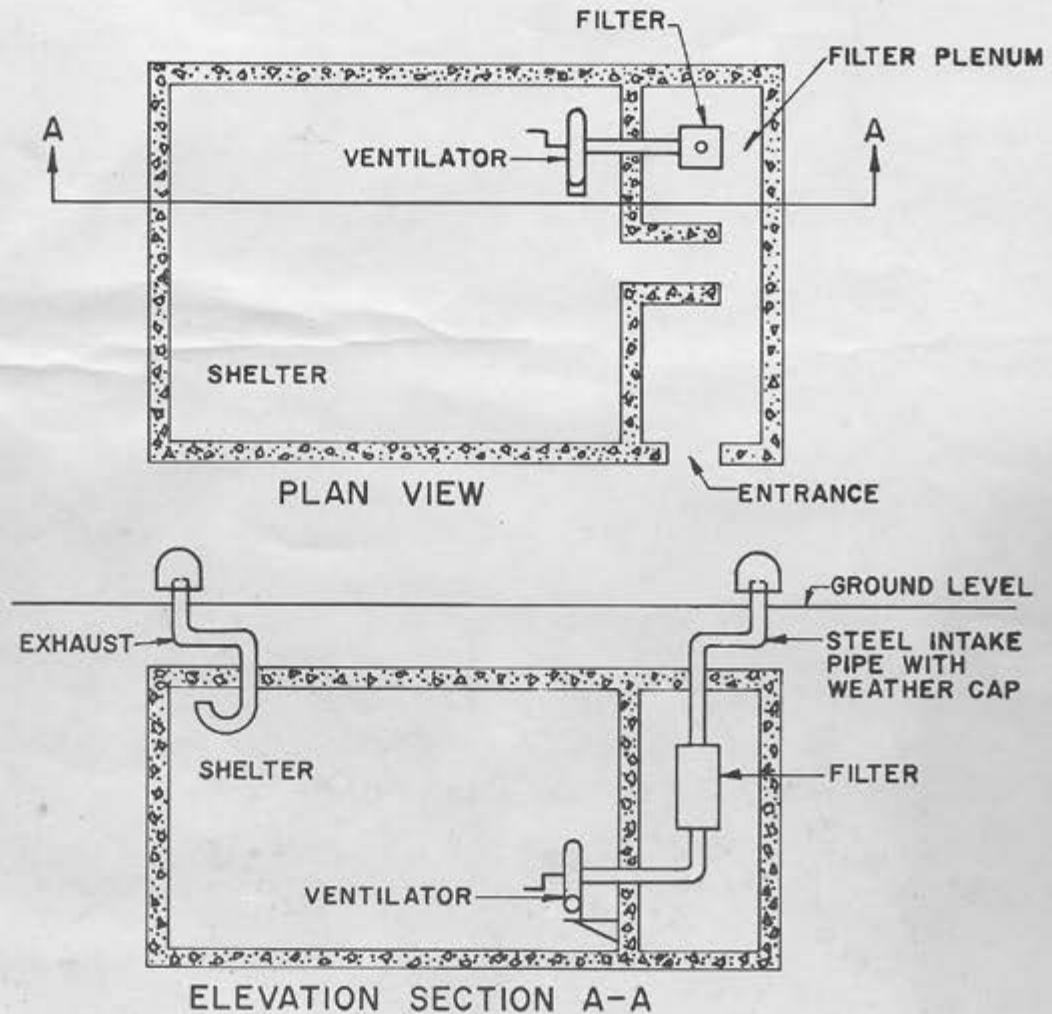 FILTER
FILTER PLENUM
A
A
VENTILATOR
SHELTER
PLAN VIEW
ENTRANCE
GROUND LEVEL
EXHAUST
STEEL INTAKE
PIPE WITH
WEATHER CAP
SHELTER
FILTER
VENTILATOR
ELEVATION SECTION A-A